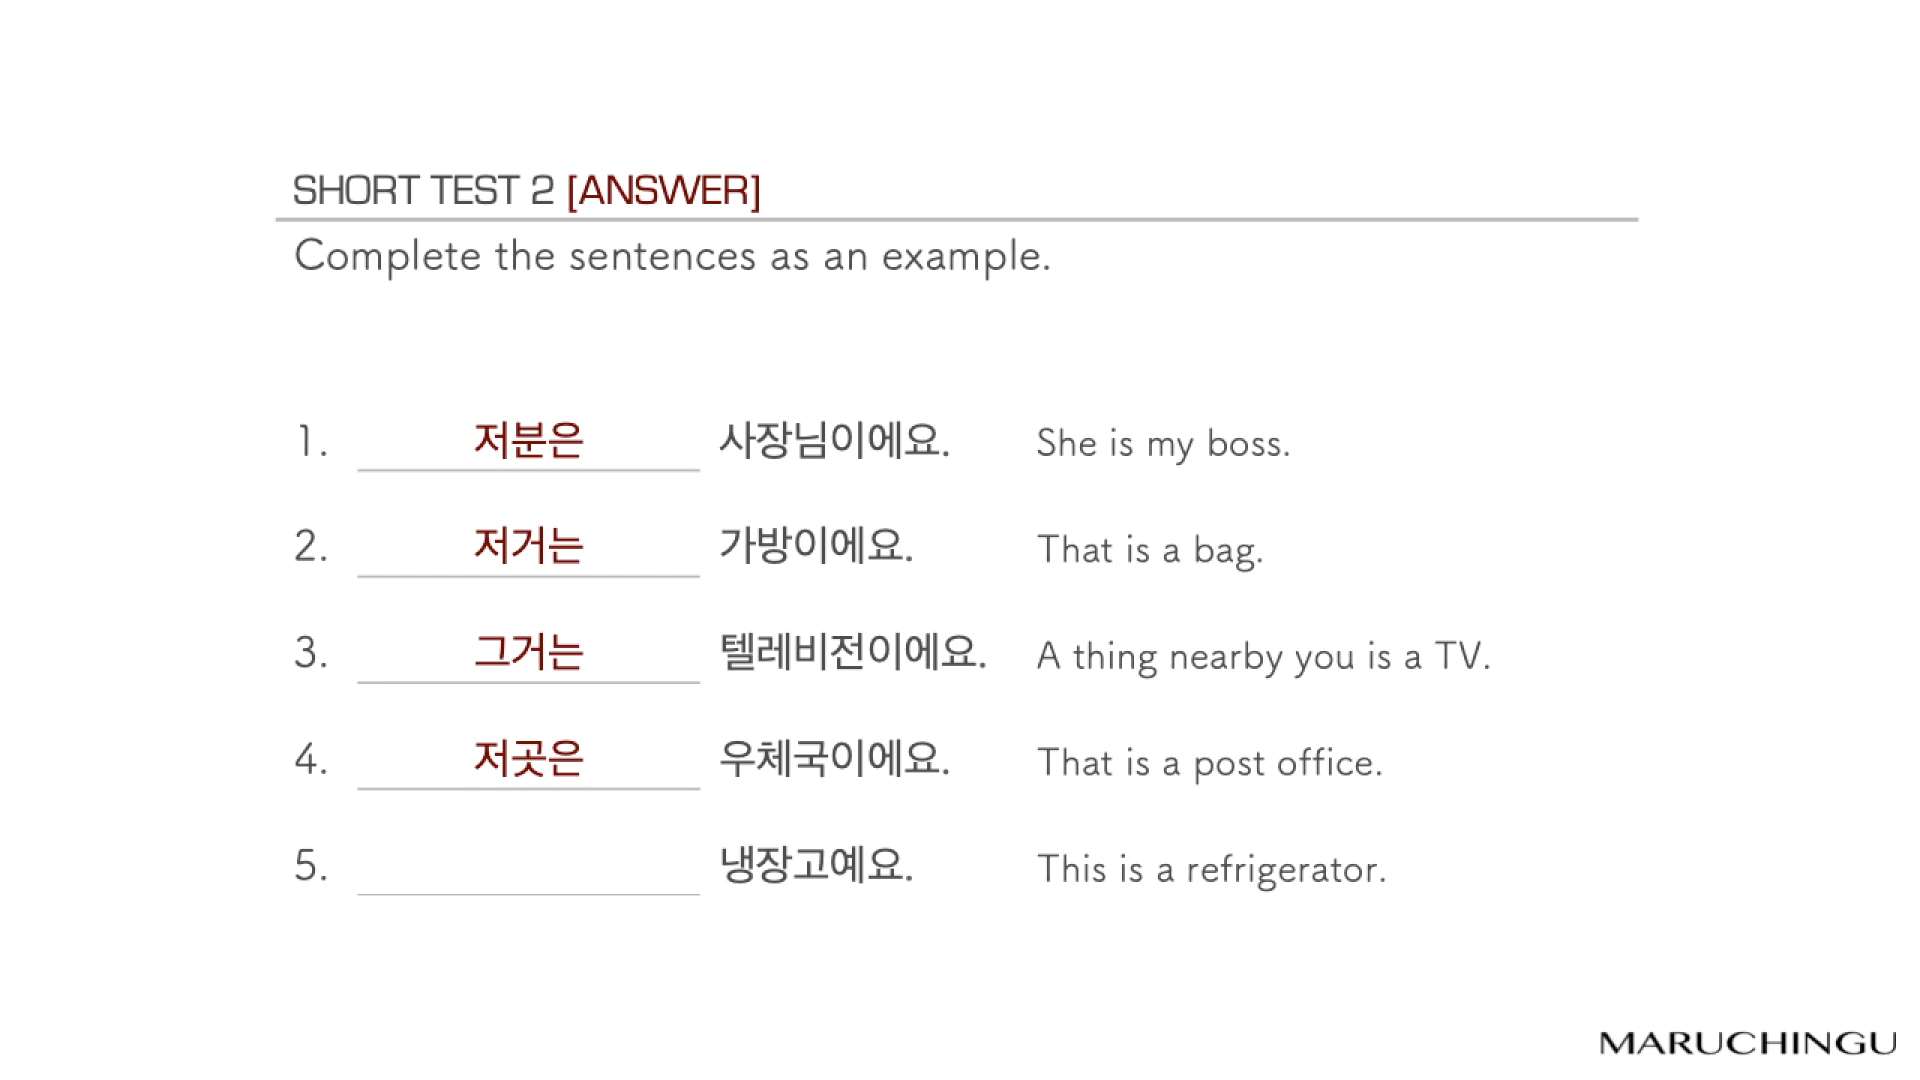 SHORT TEST 2 [ANSWER]
Complete the sentences as an example.
1. 저분은 사장님이에요. She is my boss.
2. 저거는 가방이에요. That is a bag.
3. 그거는 텔레비전이에요. A thing nearby you is a TV.
4. 저곳은 우체국이에요. That is a post office.
5. 냉장고예요. This is a refrigerator.
MARUCHINGU